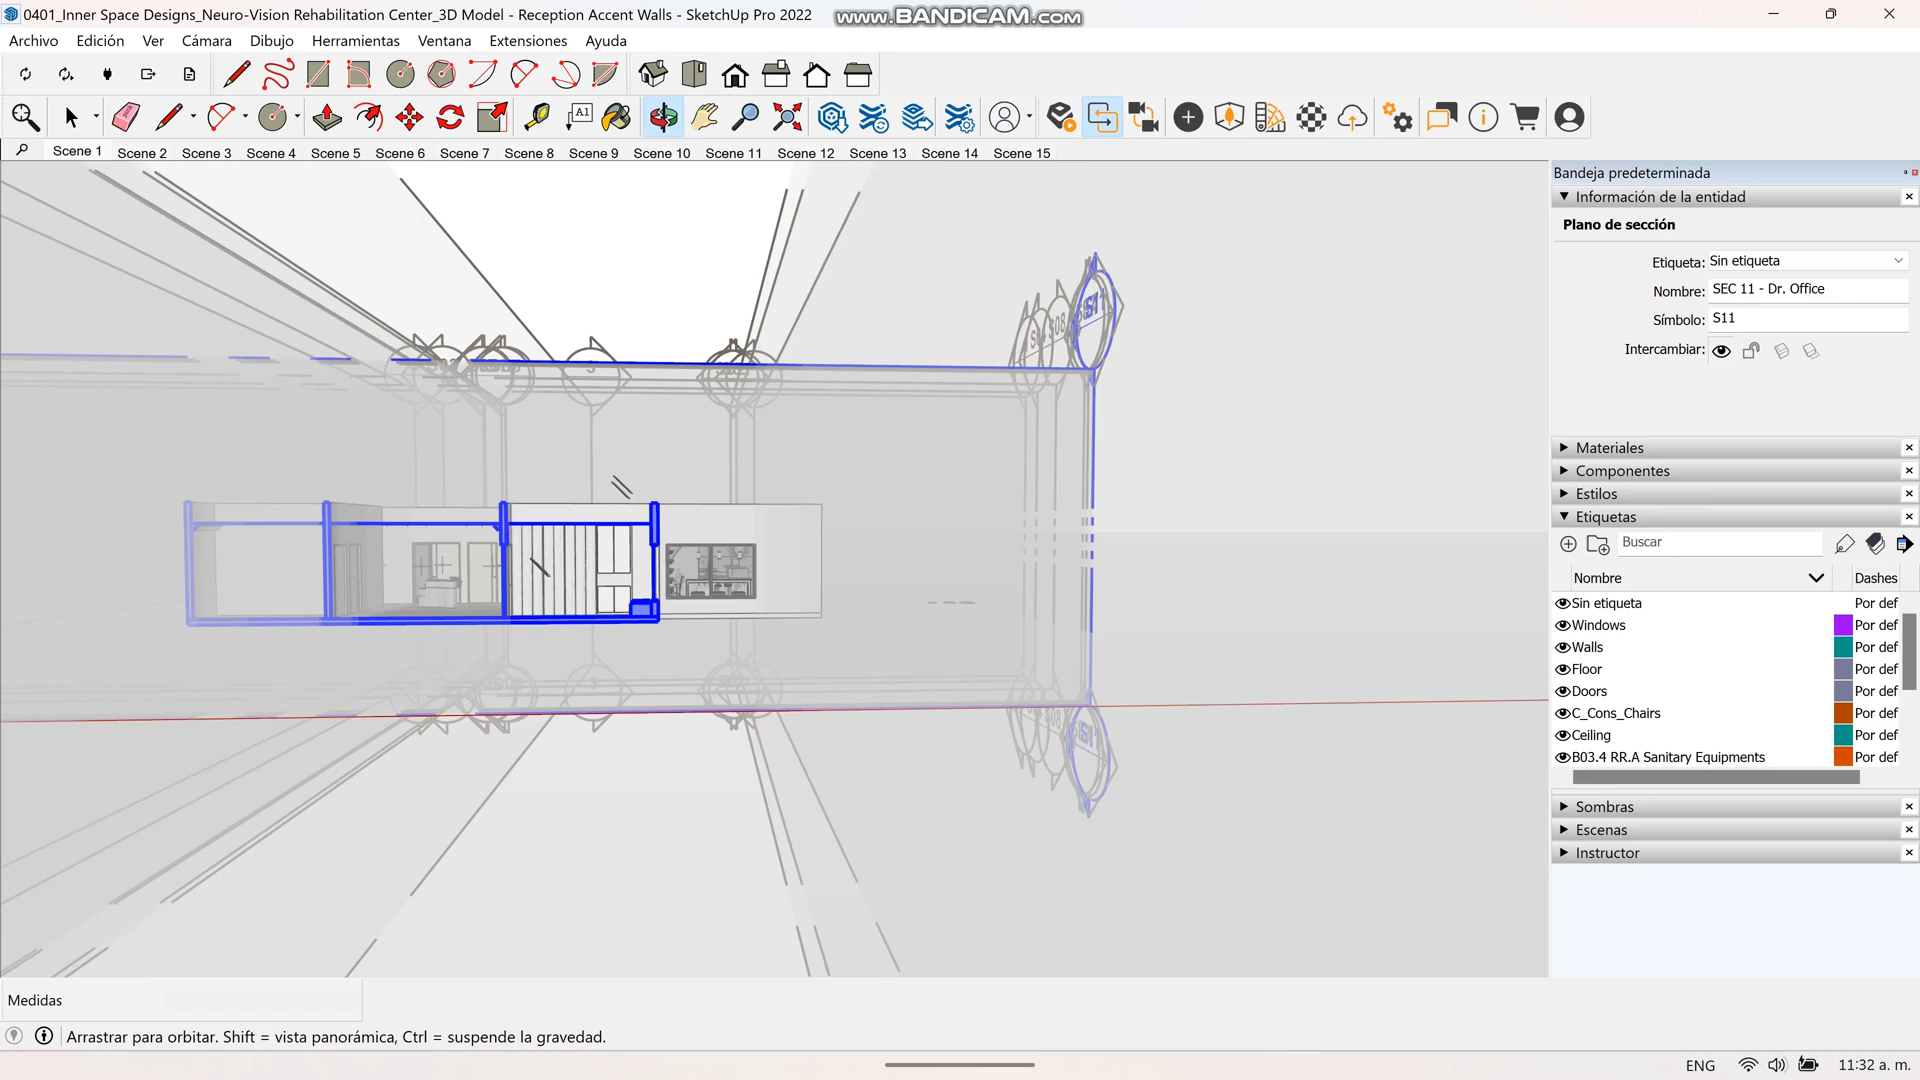 0401_Inner Space Designs_Neuro-Vision Rehabilitation Center_3D Model - Reception Accent Walls - SketchUp Pro 2022
WWW.BANDICAM.COM
Archivo Edición Ver Cámara Dibujo Herramientas Ventana Extensiones Ayuda
A1
Scene 1 Scene 2 Scene 3 Scene 4 Scene 5 Scene 6 Scene 7 Scene 8 Scene 9 Scene 10 Scene 11 Scene 12 Scene 13 Scene 14 Scene 15
Bandeja predeterminada
Información de la entidad
Plano de sección
Etiqueta: Sin etiqueta
Nombre: SEC 11 - Dr. Office
Símbolo: S11
Intercambiar:
S11
S08
Materiales
Componentes
Estilos
Etiquetas
Buscar
Nombre Dashes
Sin etiqueta Por def
Windows Por def
Walls Por def
Floor Por def
Doors Por def
C_Cons_Chairs Por def
Ceiling Por def
B03.4 RR.A Sanitary Equipments Por def
Sombras
Escenas
Instructor
Medidas
Arrastrar para orbitar. Shift = vista panorámica, Ctrl = suspende la gravedad.
ENG 11:32 a. m.